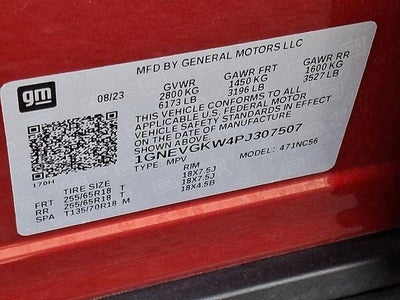 gm
MFD BY GENERAL MOTORS LLC
08/23
GVWR GAWR FRT GAWR RR
2800 KG 1450 KG 1600 KG
6173 LB 3196 LB 3527 LB
THIS VEHICLE CONFORMS TO ALL
APPLICABLE U.S. FEDERAL MOTOR
VEHICLE SAFETY STANDARDS IN EFFECT
ON THE DATE OF MANUFACTURE
SHOWN ABOVE.
1GNEVGKW4PJ307507
170H TYPE: MPV MODEL: 471NC56
TIRE SIZE RIM
FRT 255/65R18 T 18X7.5J
RR 255/65R18 T 18X7.5J
SPA T135/70R18 M 18X4.5B